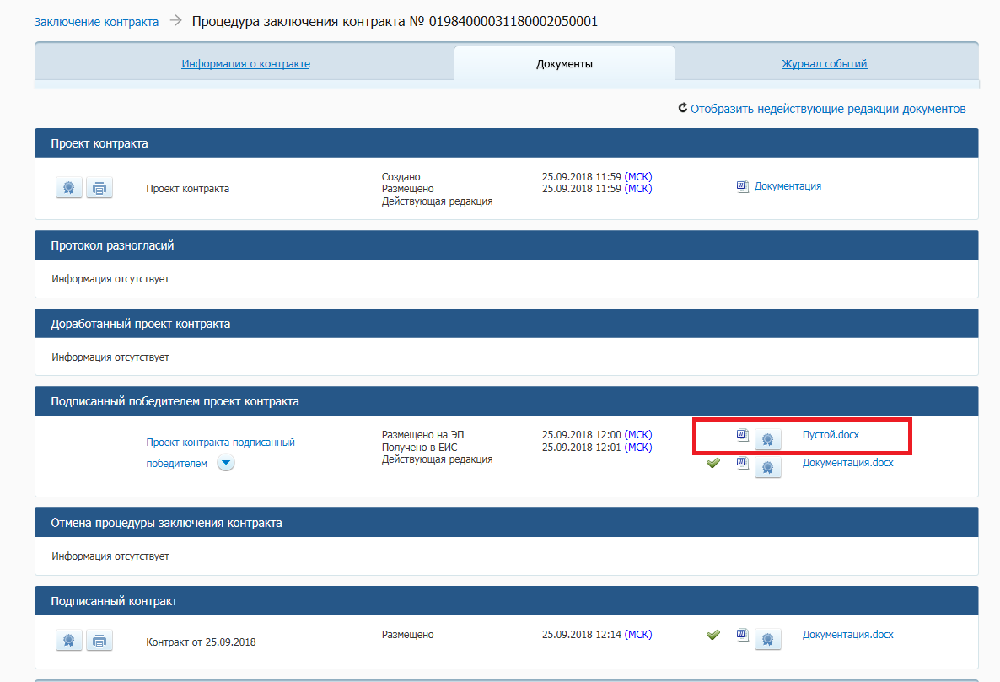 Заключение контракта → Процедура заключения контракта № 01984000031180002050001
Информация о контракте Документы Журнал событий
Отобразить недействующие редакции документов
Проект контракта
Проект контракта Создано 25.09.2018 11:59 (МСК) Документация
Размещено 25.09.2018 11:59 (МСК)
Действующая редакция
Протокол разногласий
Информация отсутствует
Доработанный проект контракта
Информация отсутствует
Подписанный победителем проект контракта
Проект контракта подписанный
победителем
Размещено на ЭП 25.09.2018 12:00 (МСК) Пустой.docx
Получено в ЕИС 25.09.2018 12:01 (МСК)
Действующая редакция Документация.docx
Отмена процедуры заключения контракта
Информация отсутствует
Подписанный контракт
Контракт от 25.09.2018 Размещено 25.09.2018 12:14 (МСК) Документация.docx